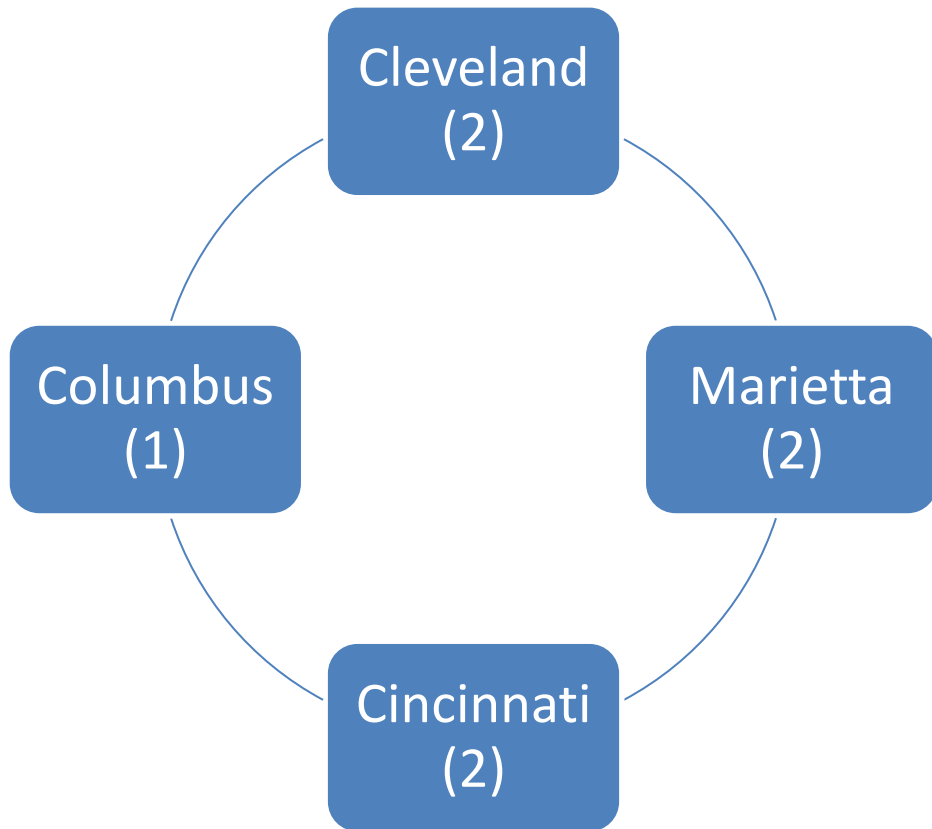 Cleveland
(2)
Columbus
(1)
Marietta
(2)
Cincinnati
(2)